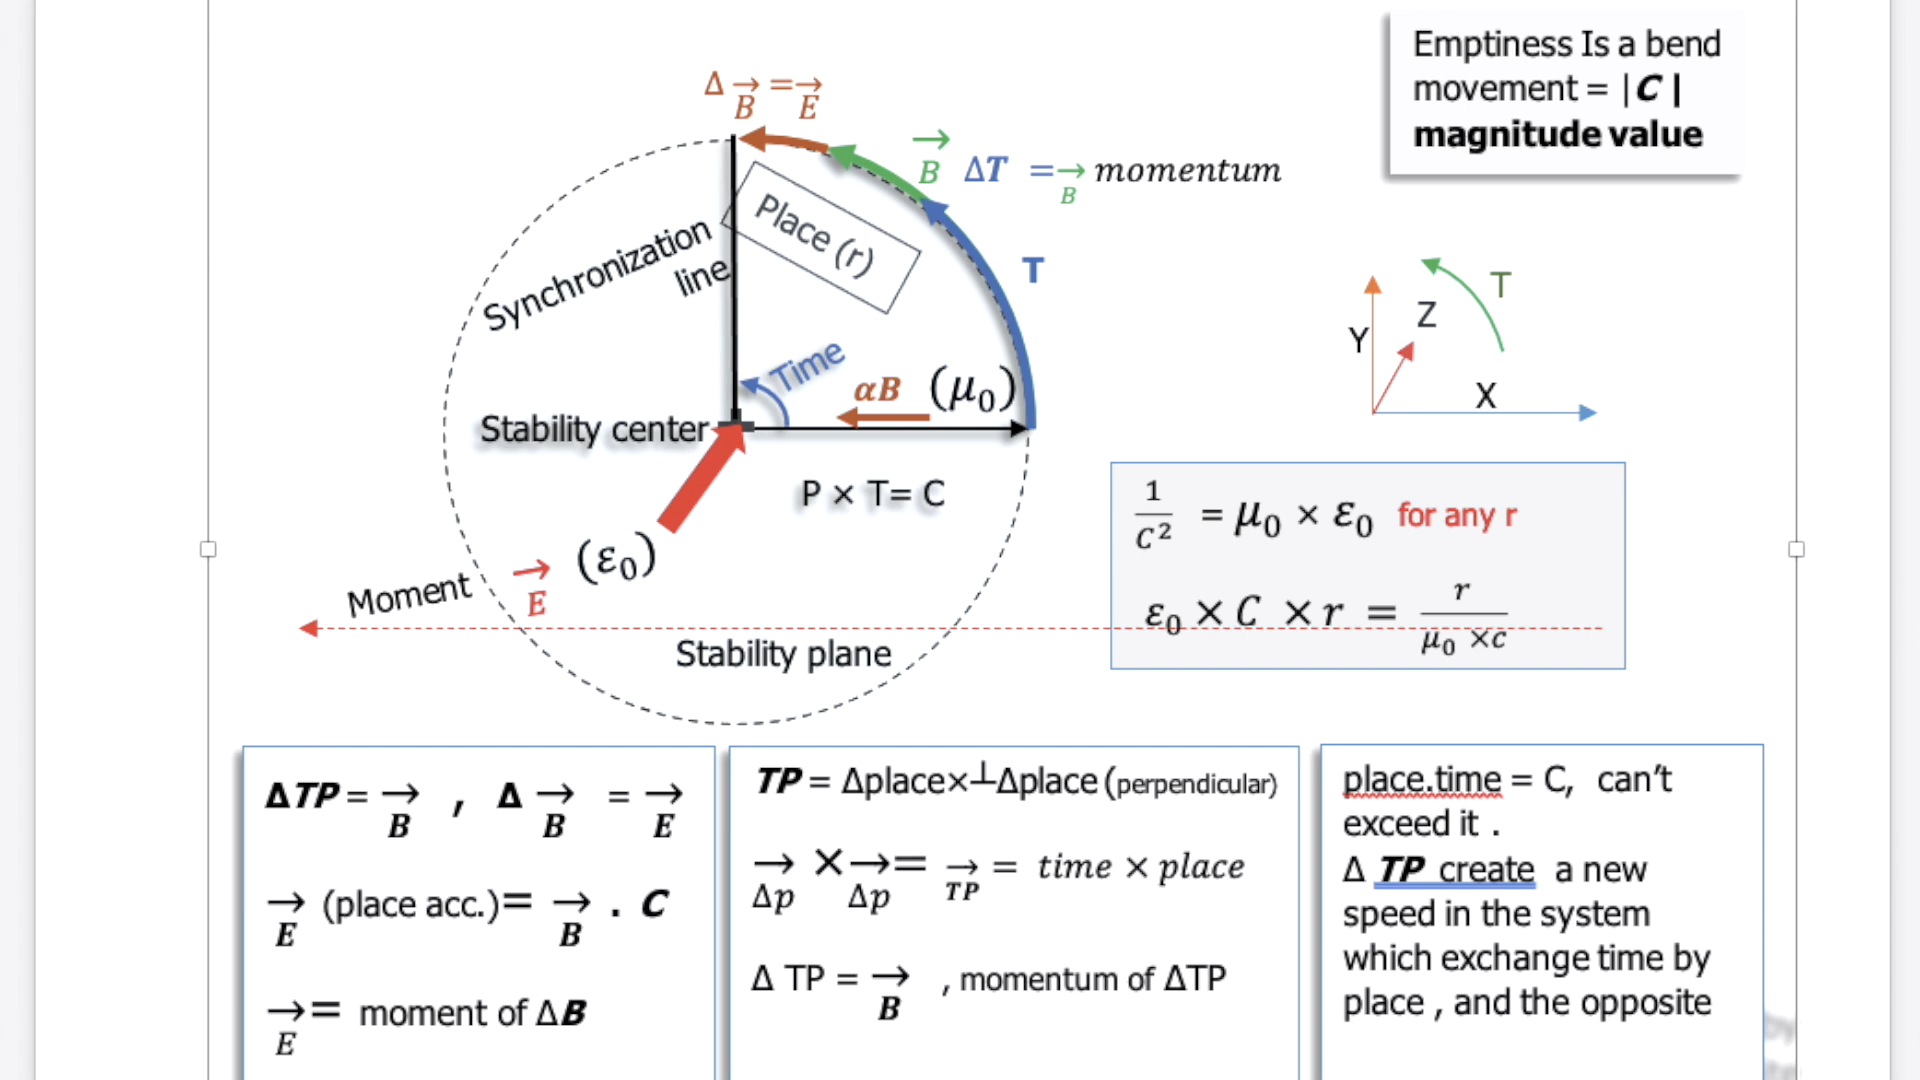 Emptiness Is a bend
movement = |C|
magnitude value
Δ →B = →E
→B ΔT = →B momentum
Place (r)
Synchronization
line
T
Time
αB (μ₀)
Stability center
P × T= C
(ε₀)
→E
Moment
Stability plane
T
Z
Y
X
1/C² = μ₀ × ε₀ for any r
ε₀ × C × r = r/(μ₀ ×c)
ΔTP= →B , Δ →B = →E
→E (place acc.)= →B . C
→E = moment of ΔB
TP = Δplace×┴Δplace (perpendicular)
→Δp ×→Δp = →TP = time × place
Δ TP = →B , momentum of ΔTP
place.time = C, can't
exceed it .
Δ TP create a new
speed in the system
which exchange time by
place , and the opposite